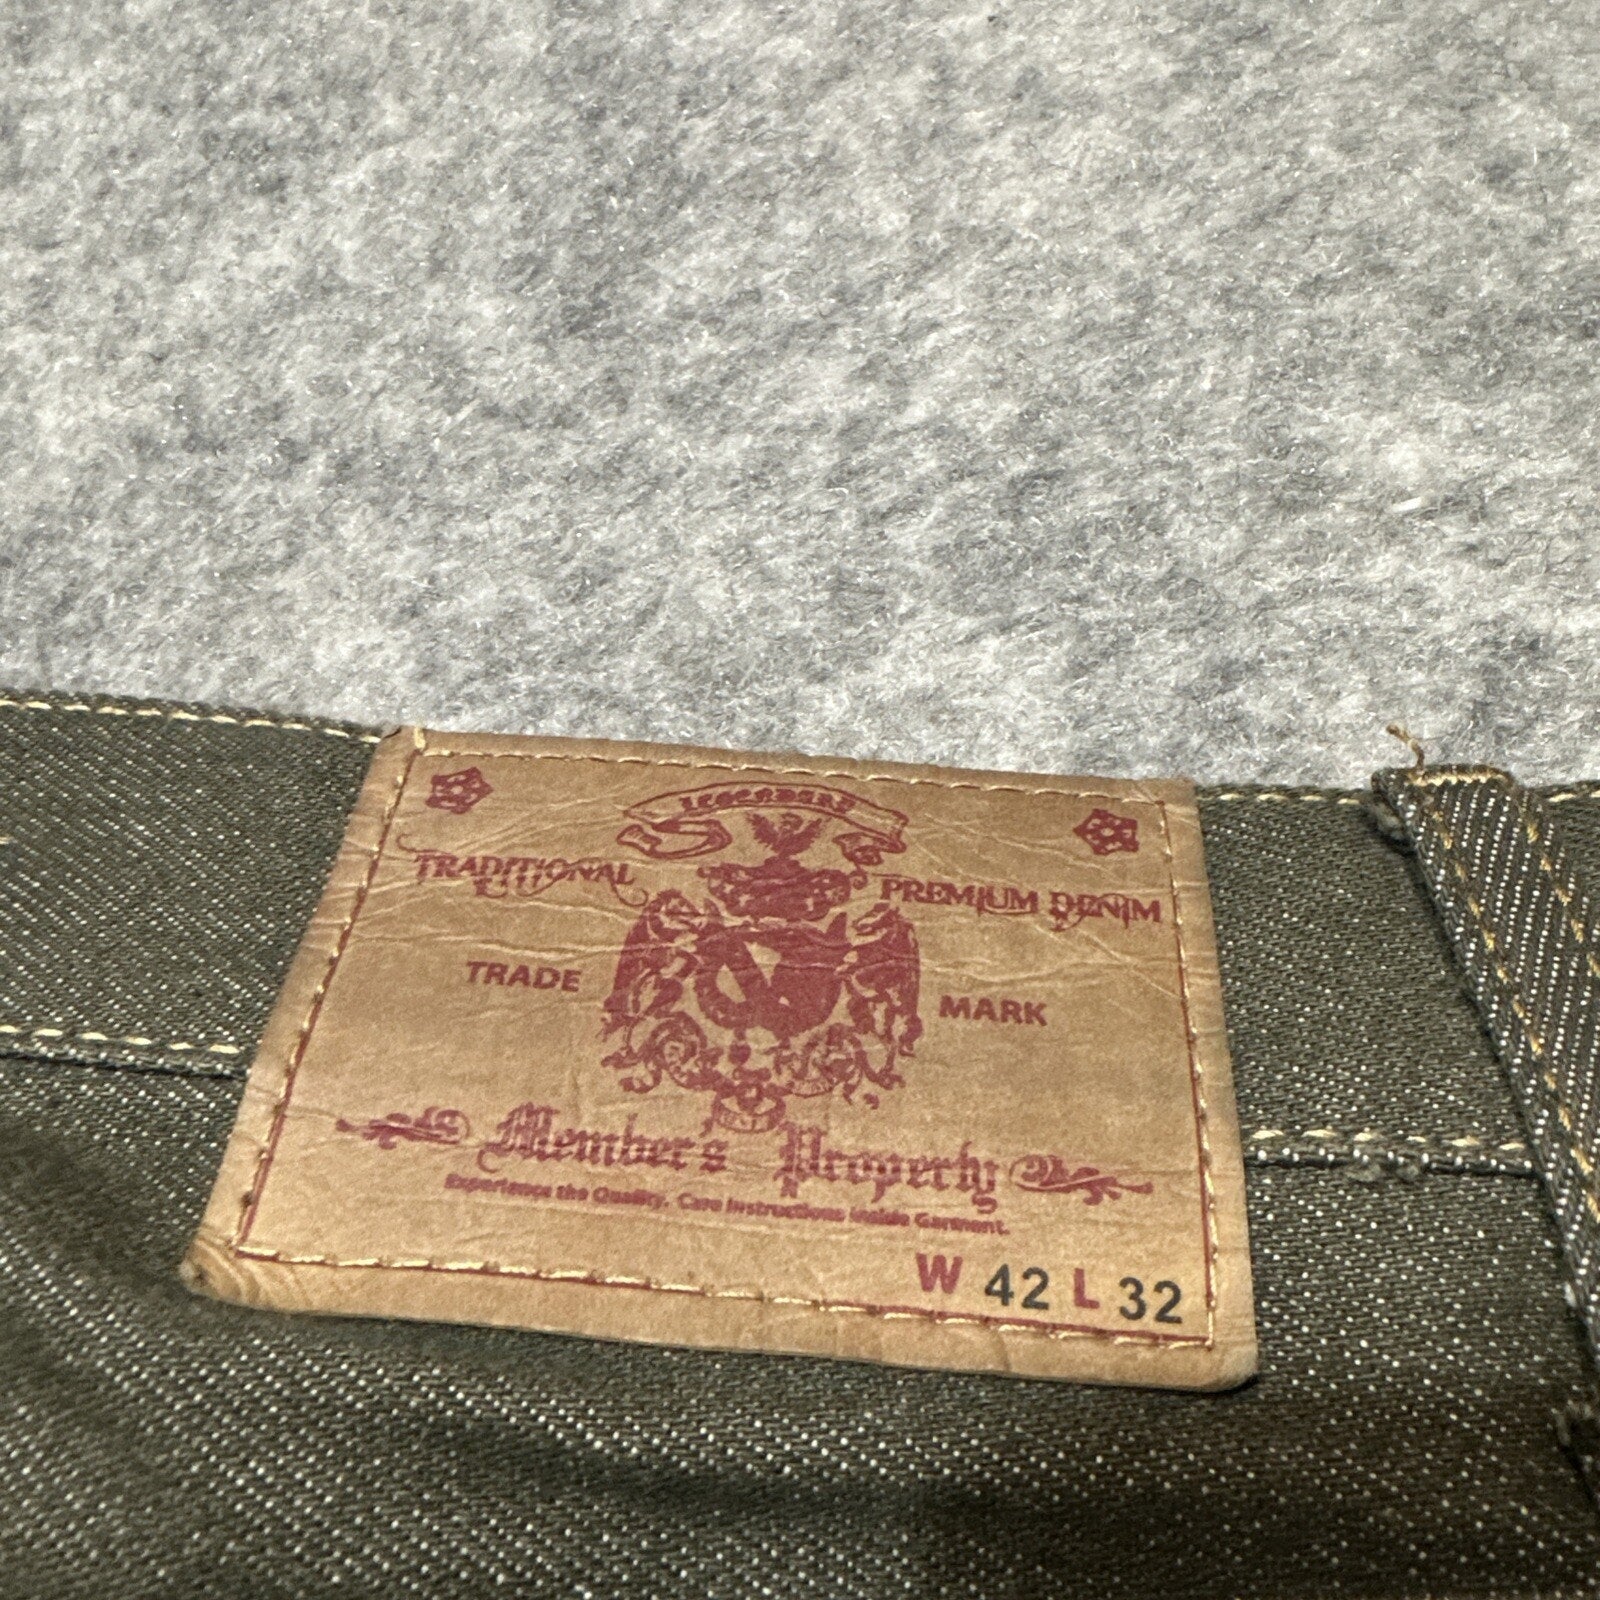 LEGENDARY
TRADITIONAL PREMIUM DENIM
TRADE MARK
Member's Property
Experience the Quality. Care Instructions Inside Garment.
W 42 L 32